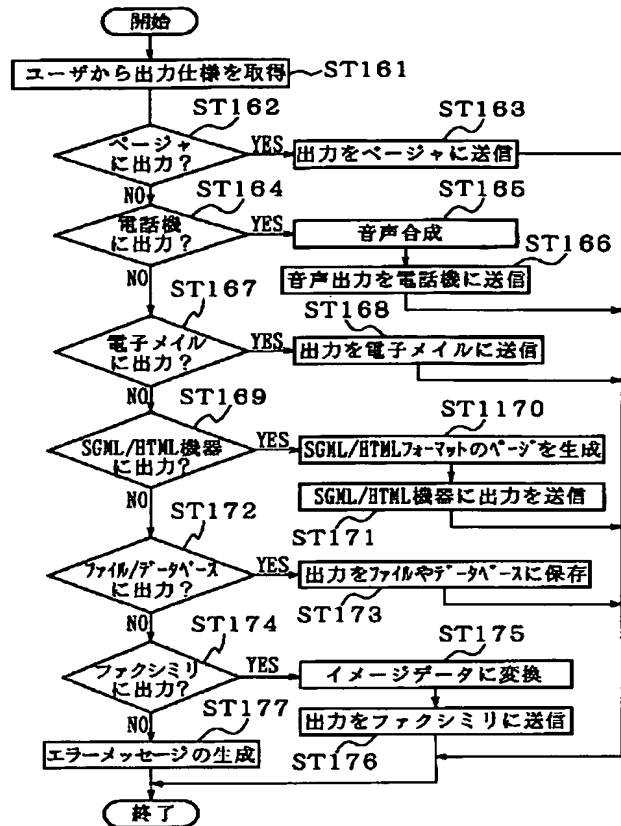 開始
ユーザから出力仕様を取得
ST161
ST162
ページャ
に出力?
YES
ST163
出力をページャに送信
NO
ST164
電話機
に出力?
YES
ST165
音声合成
ST166
音声出力を電話機に送信
NO
ST167
電子メイル
に出力?
YES
ST168
出力を電子メイルに送信
NO
ST169
SGML/HTML機器
に出力?
YES
ST1170
SGML/HTMLフォーマットのページを生成
SGML/HTML機器に出力を送信
ST171
NO
ST172
ファイル/データベース
に出力?
YES
出力をファイルやデータベースに保存
ST173
NO
ST174
ファクシミリ
に出力?
YES
ST175
イメージデータに変換
出力をファクシミリに送信
ST176
NO
ST177
エラーメッセージの生成
終了